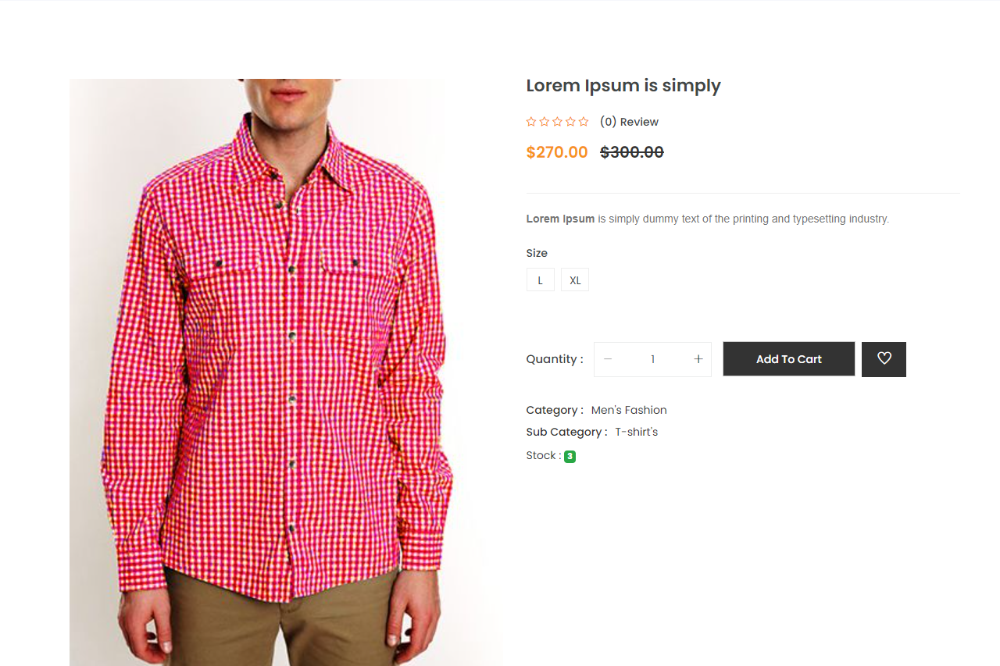 Lorem Ipsum is simply
(0) Review
$270.00 $300.00
Lorem Ipsum is simply dummy text of the printing and typesetting industry.
Size
L XL
Quantity : − 1 + Add To Cart
Category : Men's Fashion
Sub Category : T-shirt's
Stock : 3